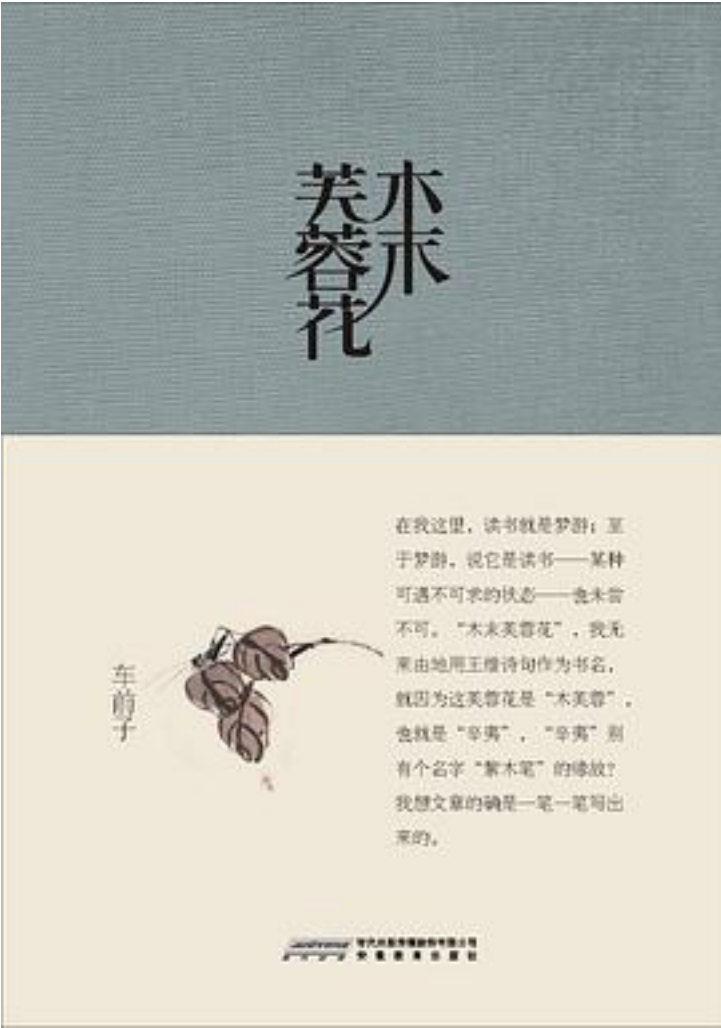 木末
芙蓉花
在我这里，读书就是梦游；至
于梦游，说它是读书——某种
可遇不可求的状态——也未尝
不可。“木末芙蓉花”，我无
来由地用王维诗句作为书名，
就因为这芙蓉花是“木芙蓉”，
也就是“辛夷”，“辛夷”别
有个名字“紫木笔”的缘故？
我想文章的确是一笔一笔写出
来的。
车前子
时代出版传媒股份有限公司
安徽教育出版社